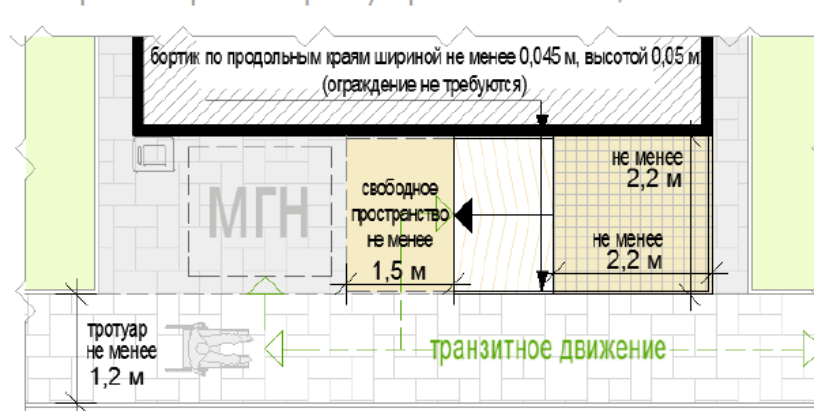 бортик по продольным краям шириной не менее 0,045 м, высотой 0,05 м
(ограждение не требуются)
не менее
2,2 м
МГН
свободное
пространство
не менее
1,5 м
не менее
2,2 м
тротуар
не менее
1,2 м
транзитное движение